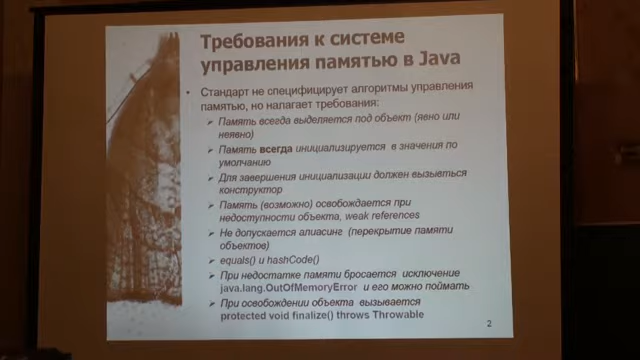 Требования к системе
управления памятью в Java
• Стандарт не специфицирует алгоритмы управления
памятью, но налагает требования:
➢ Память всегда выделяется под объект (явно или
неявно)
➢ Память всегда инициализируется в значения по
умолчанию
➢ Для завершения инициализации должен вызывться
конструктор
➢ Память (возможно) освобождается при
недоступности объекта, weak references
➢ Не допускается алиасинг (перекрытие памяти
объектов)
➢ equals() и hashCode()
➢ При недостатке памяти бросается исключение
java.lang.OutOfMemoryError и его можно поймать
➢ При освобождении объекта вызывается
protected void finalize() throws Throwable
2